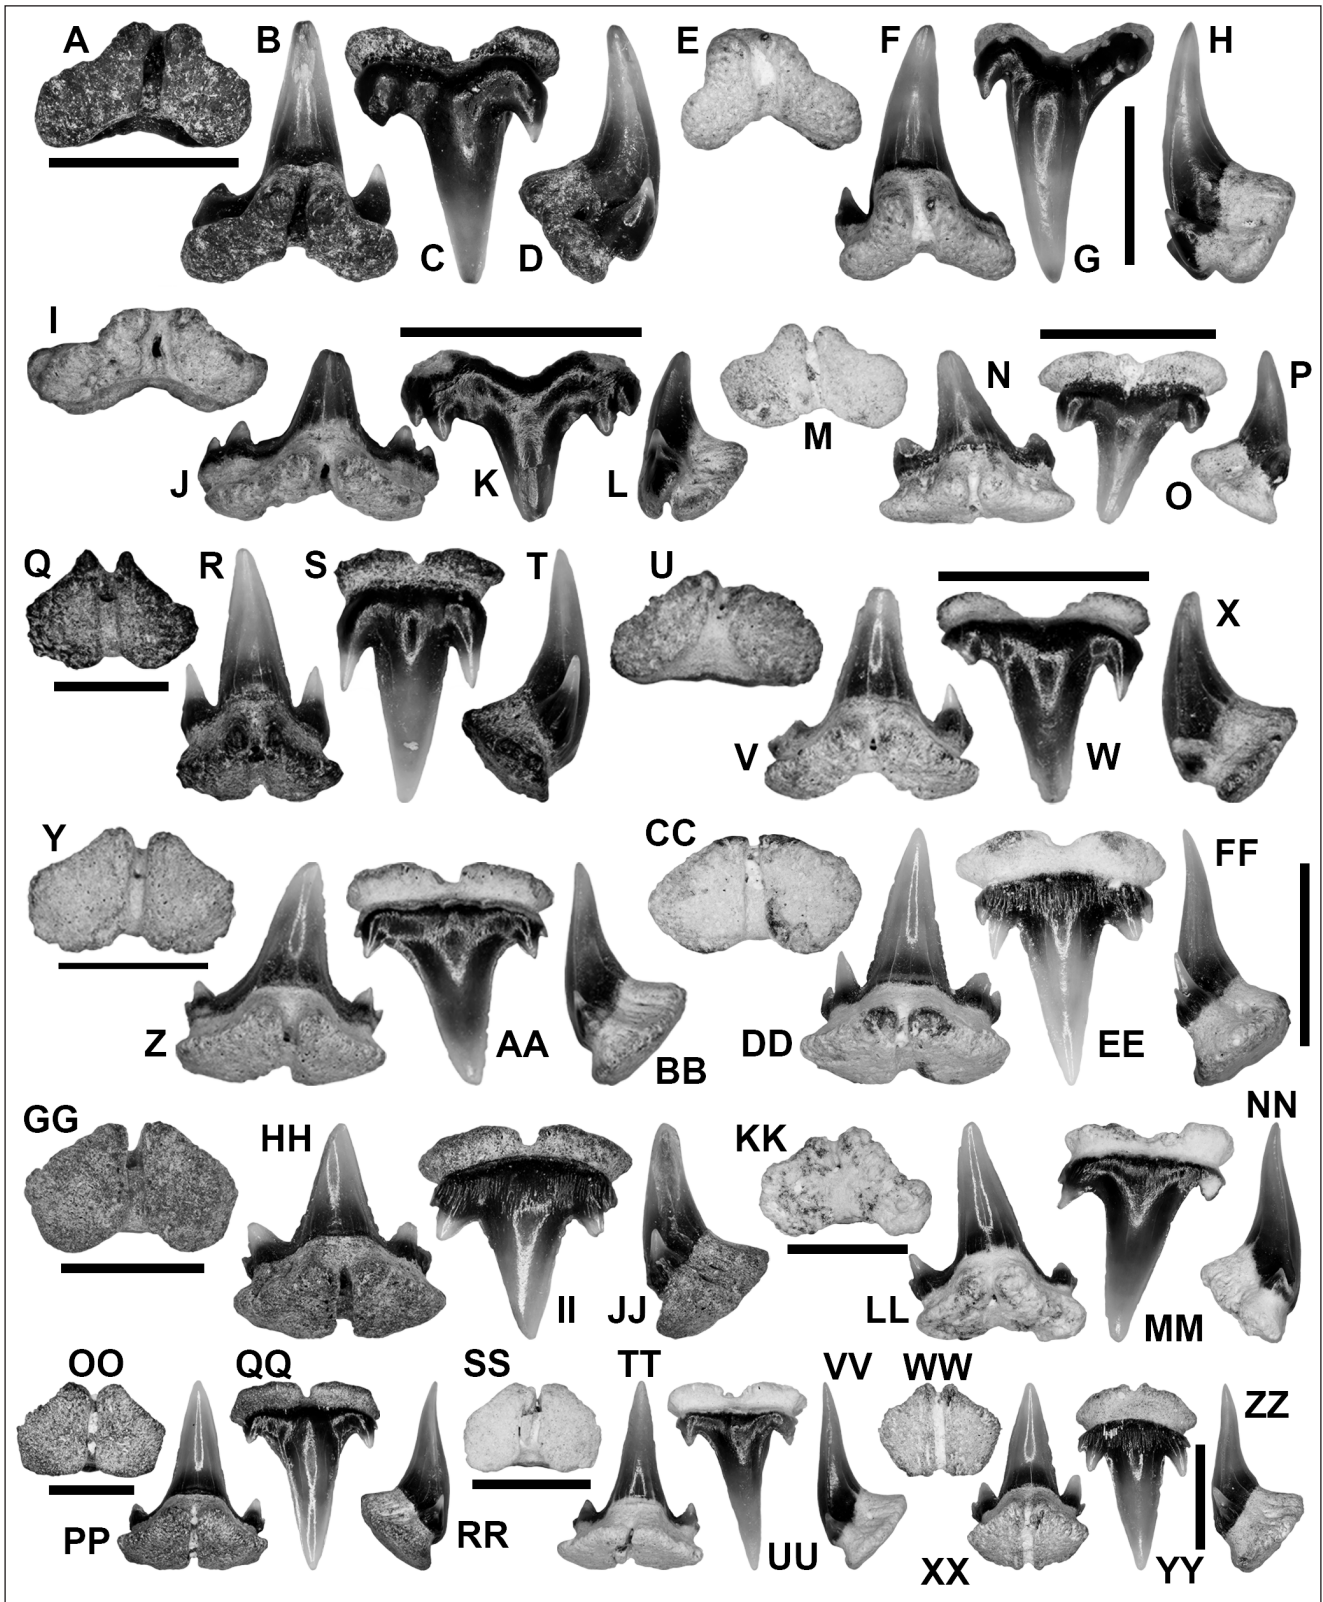 A B C D E F G H
I J K L M N O P
Q R S T U V W X
Y Z AA BB CC DD EE FF
GG HH II JJ KK LL MM NN
OO PP QQ RR SS TT UU VV WW XX YY ZZ